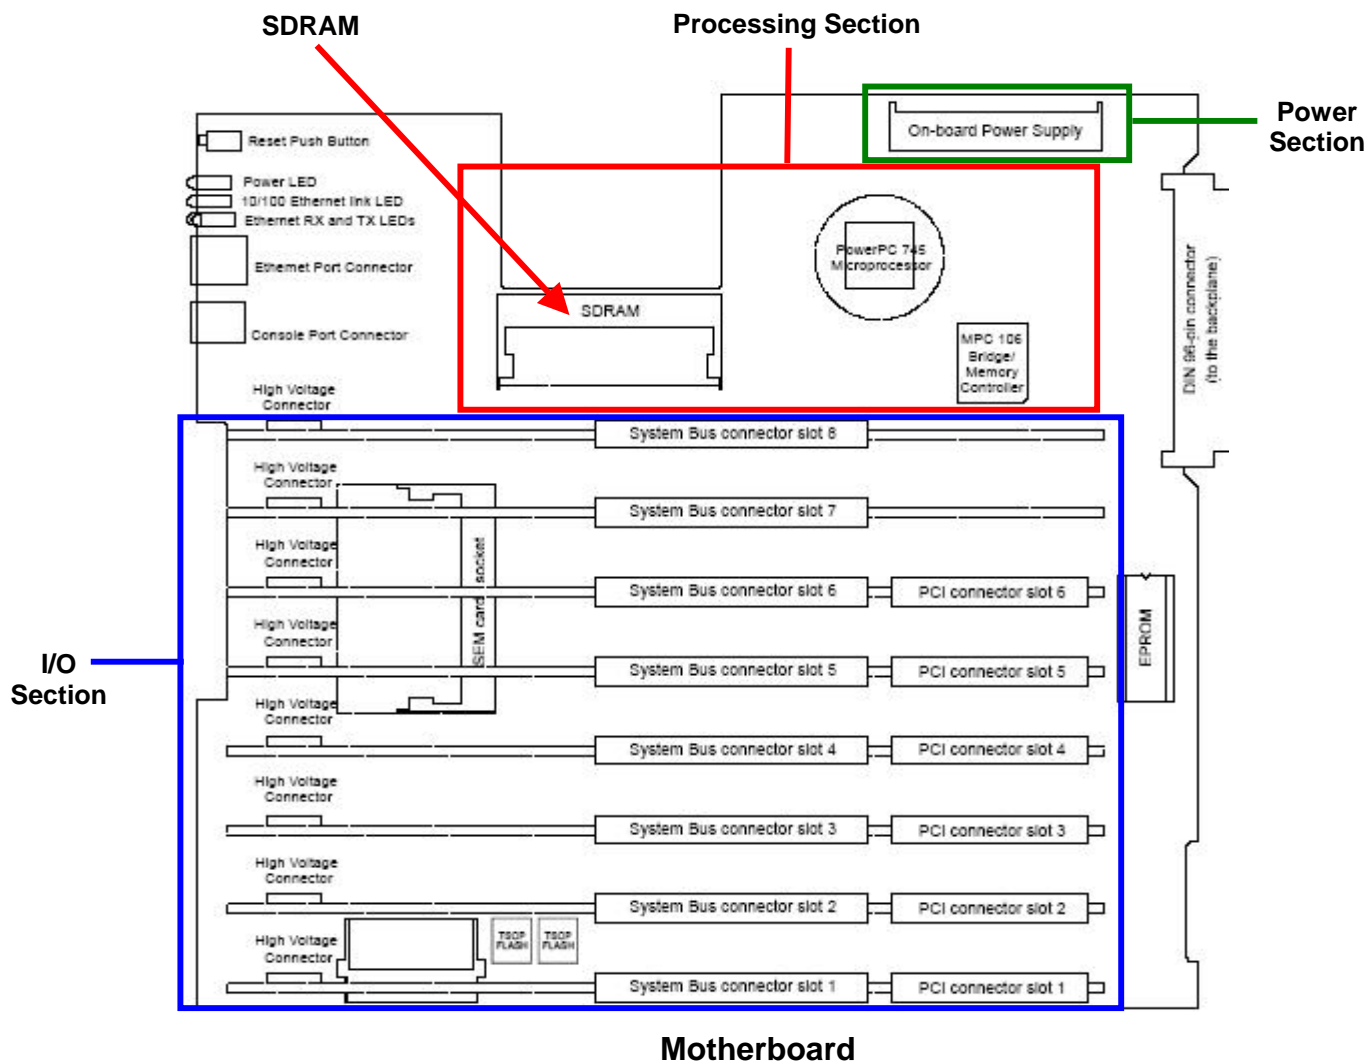 SDRAM
Processing Section
Power
Section
On-board Power Supply
Reset Push Button
Power LED
10/100 Ethernet link LED
Ethernet RX and TX LEDs
Ethernet Port Connector
Console Port Connector
PowerPC 745
Microprocessor
SDRAM
MPC 106
Bridge/
Memory
Controller
DIN 96-pin connector
(to the backplane)
High Voltage
Connector
System Bus connector slot 8
High Voltage
Connector
System Bus connector slot 7
High Voltage
Connector
SEM card socket
System Bus connector slot 6
PCI connector slot 6
EPROM
High Voltage
Connector
System Bus connector slot 5
PCI connector slot 5
I/O
Section
High Voltage
Connector
System Bus connector slot 4
PCI connector slot 4
High Voltage
Connector
System Bus connector slot 3
PCI connector slot 3
High Voltage
Connector
System Bus connector slot 2
PCI connector slot 2
TSOP
FLASH
TSOP
FLASH
High Voltage
Connector
System Bus connector slot 1
PCI connector slot 1
Motherboard